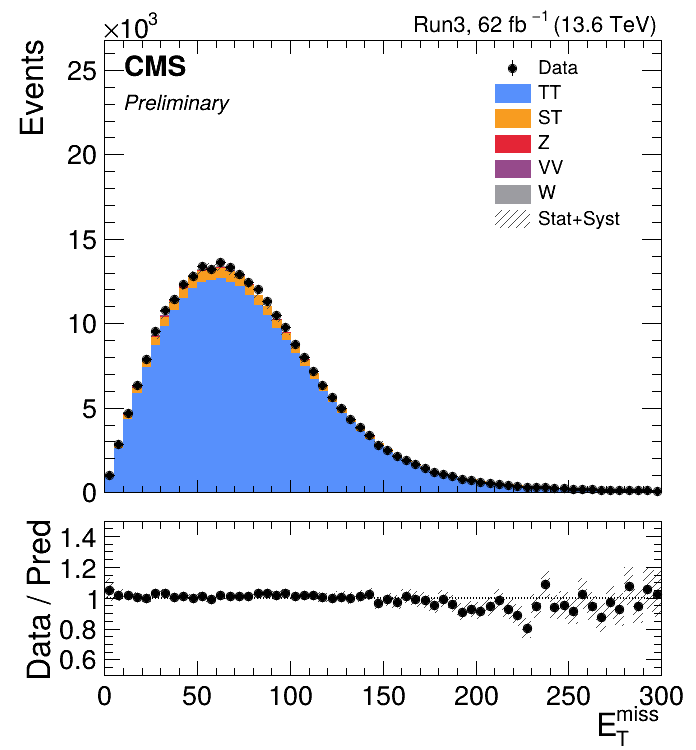 ×10³
Run3, 62 fb⁻¹ (13.6 TeV)
Events
25
20
15
10
5
0
CMS
Preliminary
Data
TT
ST
Z
VV
W
Stat+Syst
Data / Pred
1.4
1.2
1
0.8
0.6
0 50 100 150 200 250 300
E_T^miss